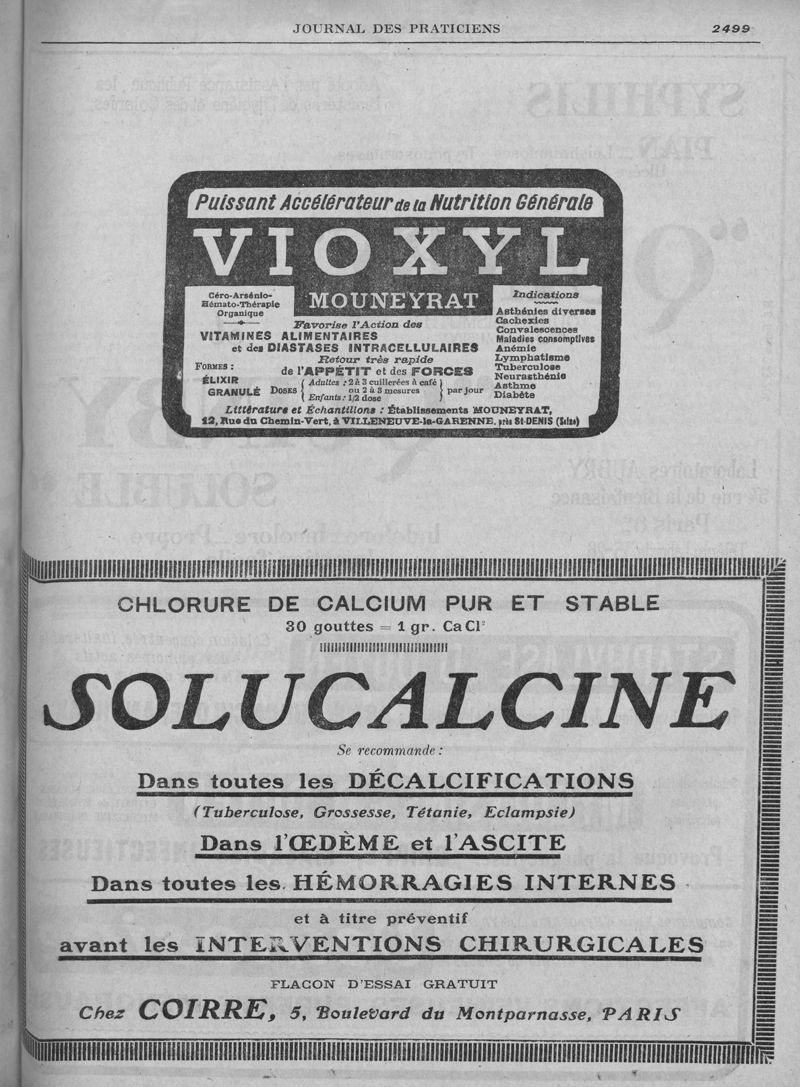 JOURNAL DES PRATICIENS 2499
SYPHILIS
PIAN
Puissant Accélérateur de la Nutrition Générale
VIOXYL
MOUNEYRAT
Céro-Arsénio-
Hémato-Thérapie
Organique
Favorise l'Action des
VITAMINES ALIMENTAIRES
et des DIASTASES INTRACELLULAIRES
Retour très rapide
de l'APPÉTIT et des FORCES
FORMES :
ÉLIXIR
GRANULÉ
DOSES
Adultes : 2 à 3 cuillerées à café
ou 2 à 3 mesures
Enfants : 1/2 dose
par jour
Indications
Asthénies diverses
Cachexies
Convalescences
Maladies consomptives
Anémie
Lymphatisme
Tuberculose
Neurasthénie
Asthme
Diabète
Littérature et Échantillons : Établissements MOUNEYRAT,
12, Rue du Chemin-Vert, à VILLENEUVE-la-GARENNE, près St-DENIS (Seine)
Laboratoires AUBRY
SOLUBLE
CHLORURE DE CALCIUM PUR ET STABLE
30 gouttes = 1 gr. CaCl²
SOLUCALCINE
Se recommande :
Dans toutes les DÉCALCIFICATIONS
(Tuberculose, Grossesse, Tétanie, Eclampsie)
Dans l'ŒDÈME et l'ASCITE
Dans toutes les HÉMORRAGIES INTERNES
et à titre préventif
avant les INTERVENTIONS CHIRURGICALES
FLACON D'ESSAI GRATUIT
Chez COIRRE, 5, Boulevard du Montparnasse, PARIS